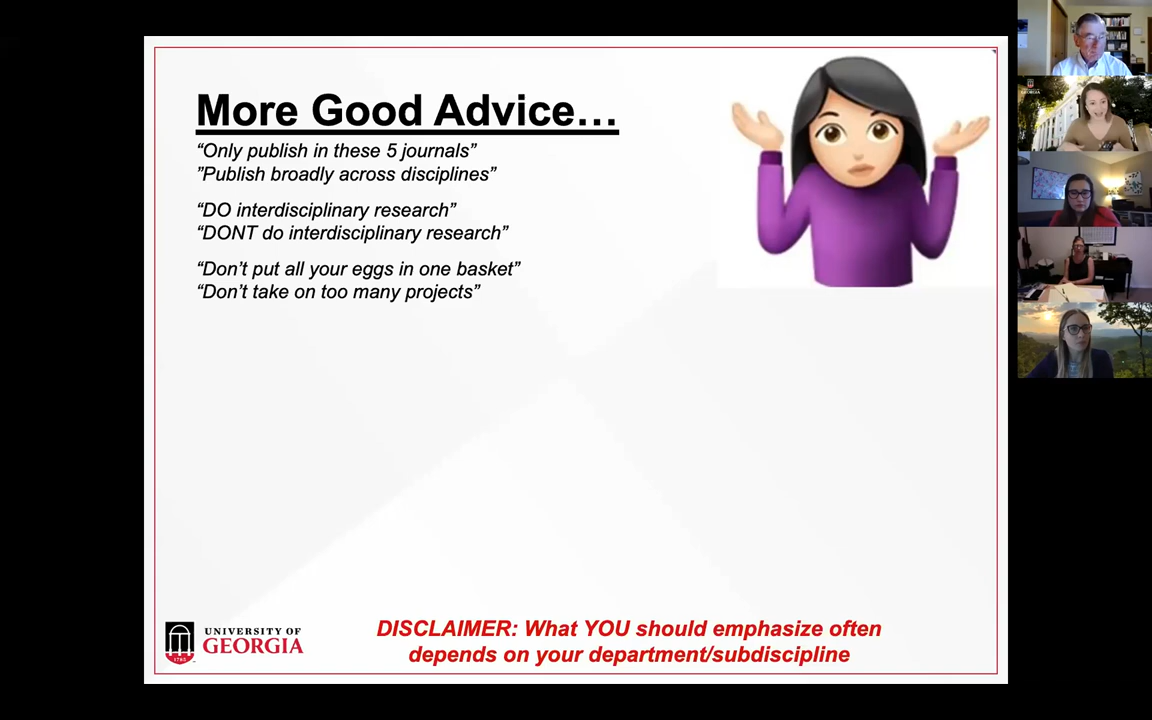 More Good Advice…
“Only publish in these 5 journals”
”Publish broadly across disciplines”
“DO interdisciplinary research”
“DONT do interdisciplinary research”
“Don’t put all your eggs in one basket”
“Don’t take on too many projects”
UNIVERSITY OF
GEORGIA
1785
DISCLAIMER: What YOU should emphasize often
depends on your department/subdiscipline
GEORGIA